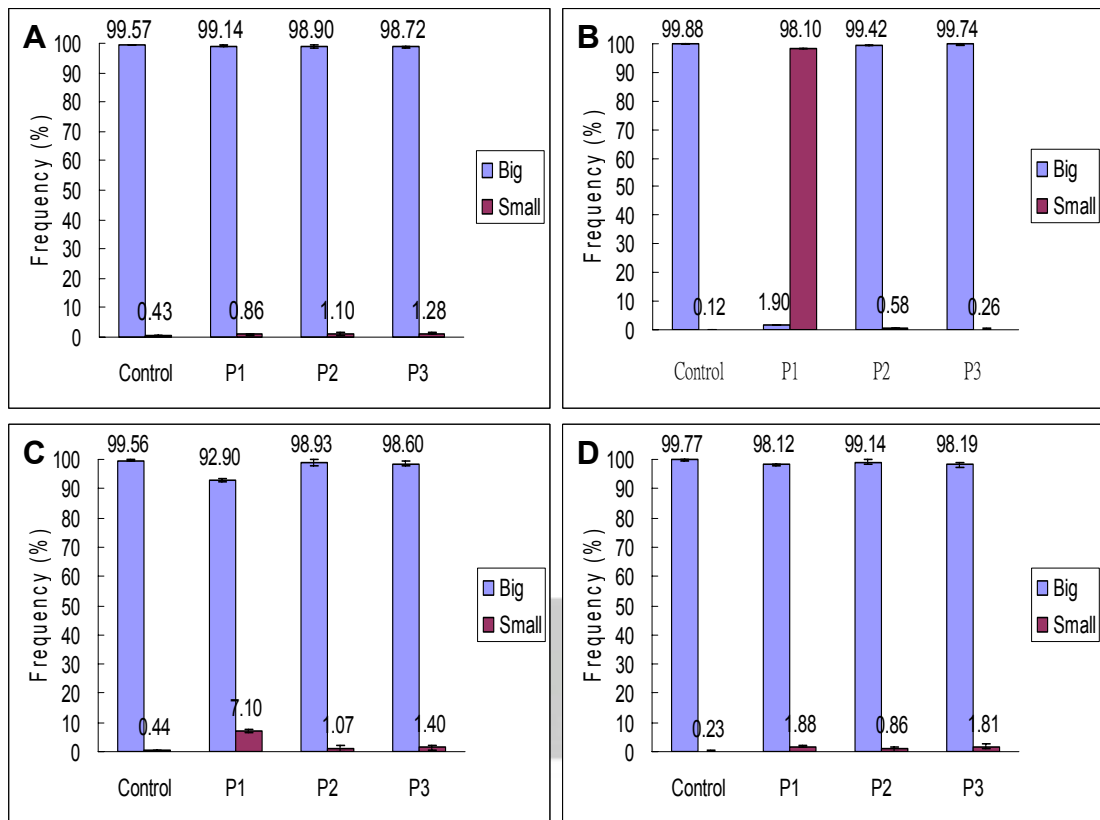 A
99.57 99.14 98.90 98.72
100
90
80
70
60
50
40
30
20
10
0
Frequency (%)
0.43 0.86 1.10 1.28
Control P1 P2 P3
Big
Small
B
99.88 98.10 99.42 99.74
100
90
80
70
60
50
40
30
20
10
0
Frequency (%)
0.12 1.90 0.58 0.26
Control P1 P2 P3
Big
Small
C
99.56 92.90 98.93 98.60
100
90
80
70
60
50
40
30
20
10
0
Frequency (%)
0.44 7.10 1.07 1.40
Control P1 P2 P3
Big
Small
D
99.77 98.12 99.14 98.19
100
90
80
70
60
50
40
30
20
10
0
Frequency (%)
0.23 1.88 0.86 1.81
Control P1 P2 P3
Big
Small